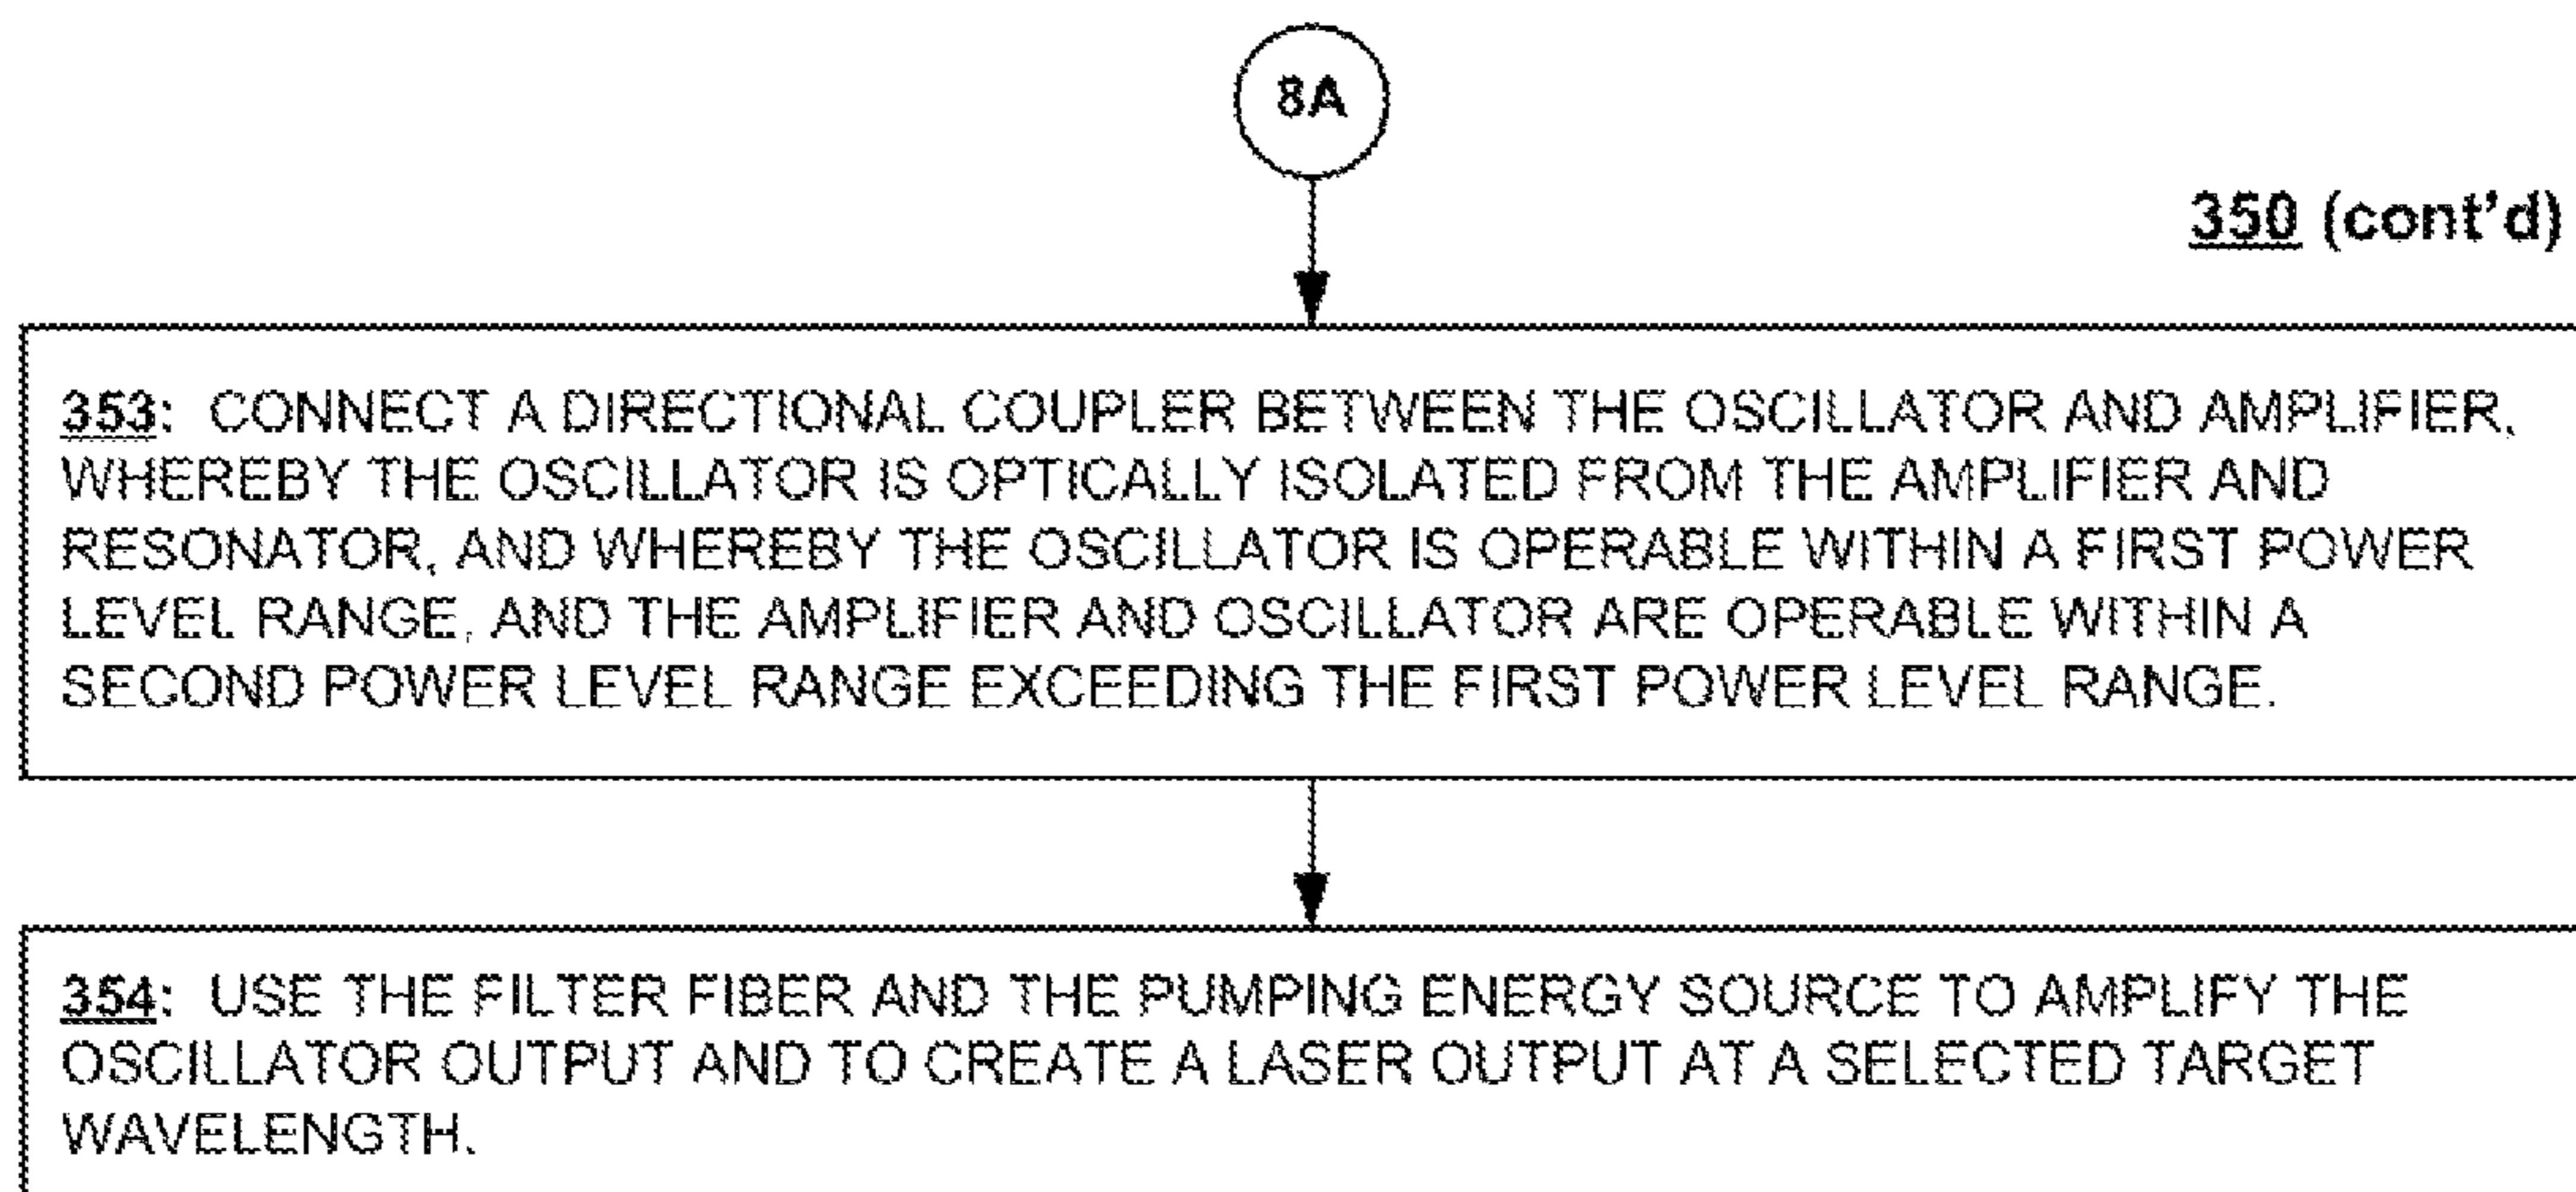 8A
350 (cont'd)
353: CONNECT A DIRECTIONAL COUPLER BETWEEN THE OSCILLATOR AND AMPLIFIER,
WHEREBY THE OSCILLATOR IS OPTICALLY ISOLATED FROM THE AMPLIFIER AND
RESONATOR, AND WHEREBY THE OSCILLATOR IS OPERABLE WITHIN A FIRST POWER
LEVEL RANGE, AND THE AMPLIFIER AND OSCILLATOR ARE OPERABLE WITHIN A
SECOND POWER LEVEL RANGE EXCEEDING THE FIRST POWER LEVEL RANGE.
354: USE THE FILTER FIBER AND THE PUMPING ENERGY SOURCE TO AMPLIFY THE
OSCILLATOR OUTPUT AND TO CREATE A LASER OUTPUT AT A SELECTED TARGET
WAVELENGTH.